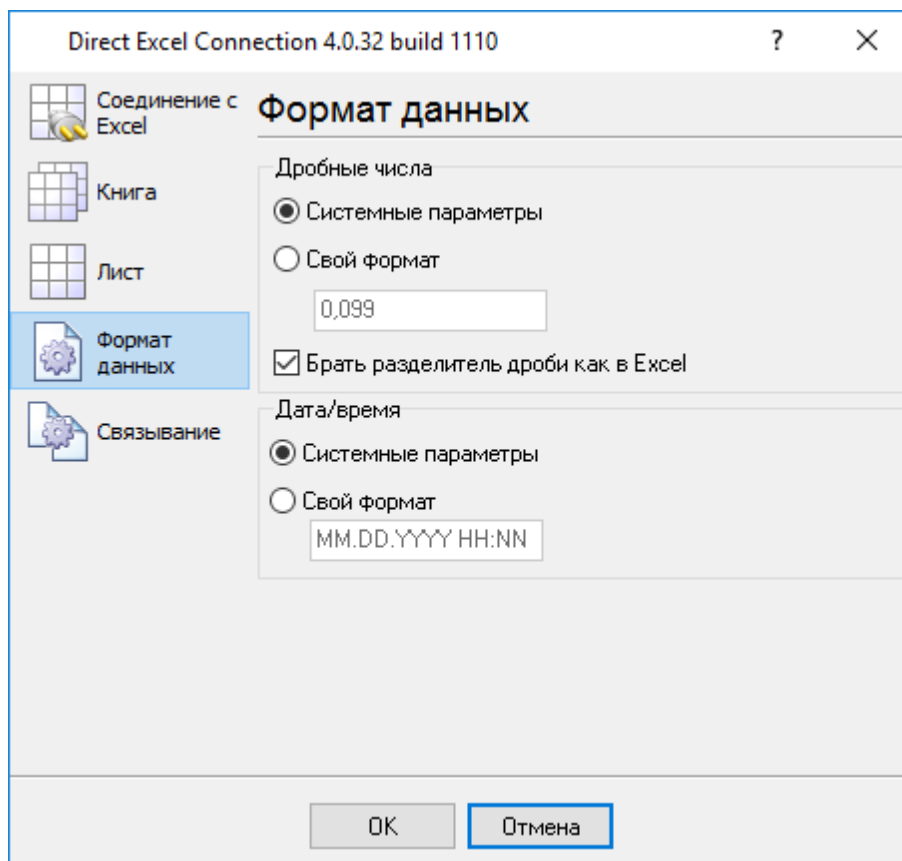 Direct Excel Connection 4.0.32 build 1110
?
Соединение с
Excel
Книга
Лист
Формат
данных
Связывание
Формат данных
Дробные числа
Системные параметры
Свой формат
0,099
Брать разделитель дроби как в Excel
Дата/время
Системные параметры
Свой формат
MM.DD.YYYY HH:NN
OK
Отмена